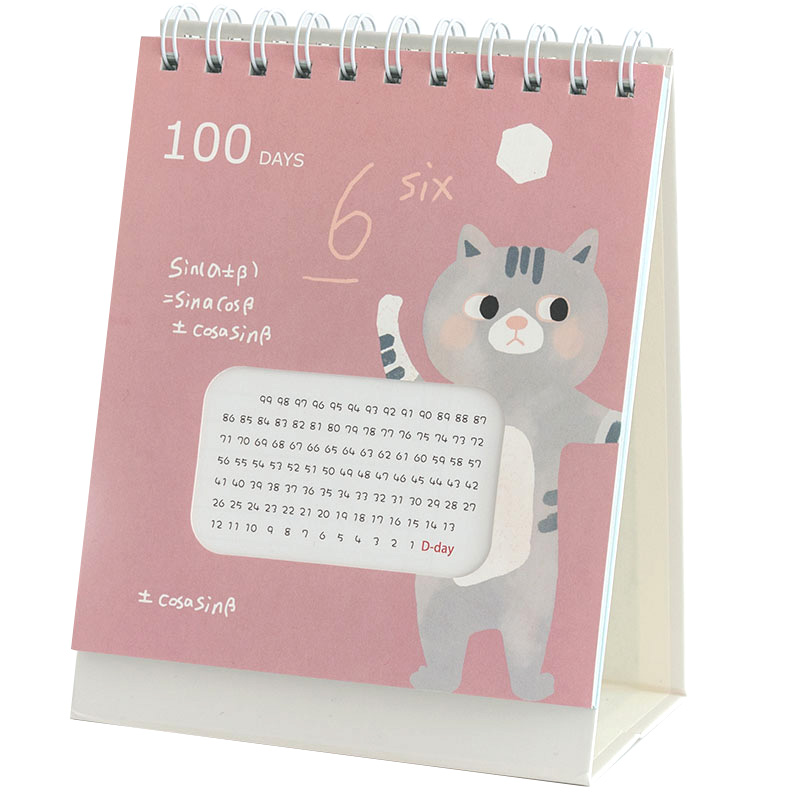 100 DAYS
6 six
Sin(α±β)
=Sinαcosβ
± cosαsinβ
99 98 97 96 95 94 93 92 91 90 89 88 87
86 85 84 83 82 81 80 79 78 77 76 75 74 73 72
71 70 69 68 67 66 65 64 63 62 61 60 59 58 57
56 55 54 53 52 51 50 49 48 47 46 45 44 43 42
41 40 39 38 37 36 35 34 33 32 31 30 29 28 27
26 25 24 23 22 21 20 19 18 17 16 15 14 13
12 11 10 9 8 7 6 5 4 3 2 1 D-day
± cosαsinβ